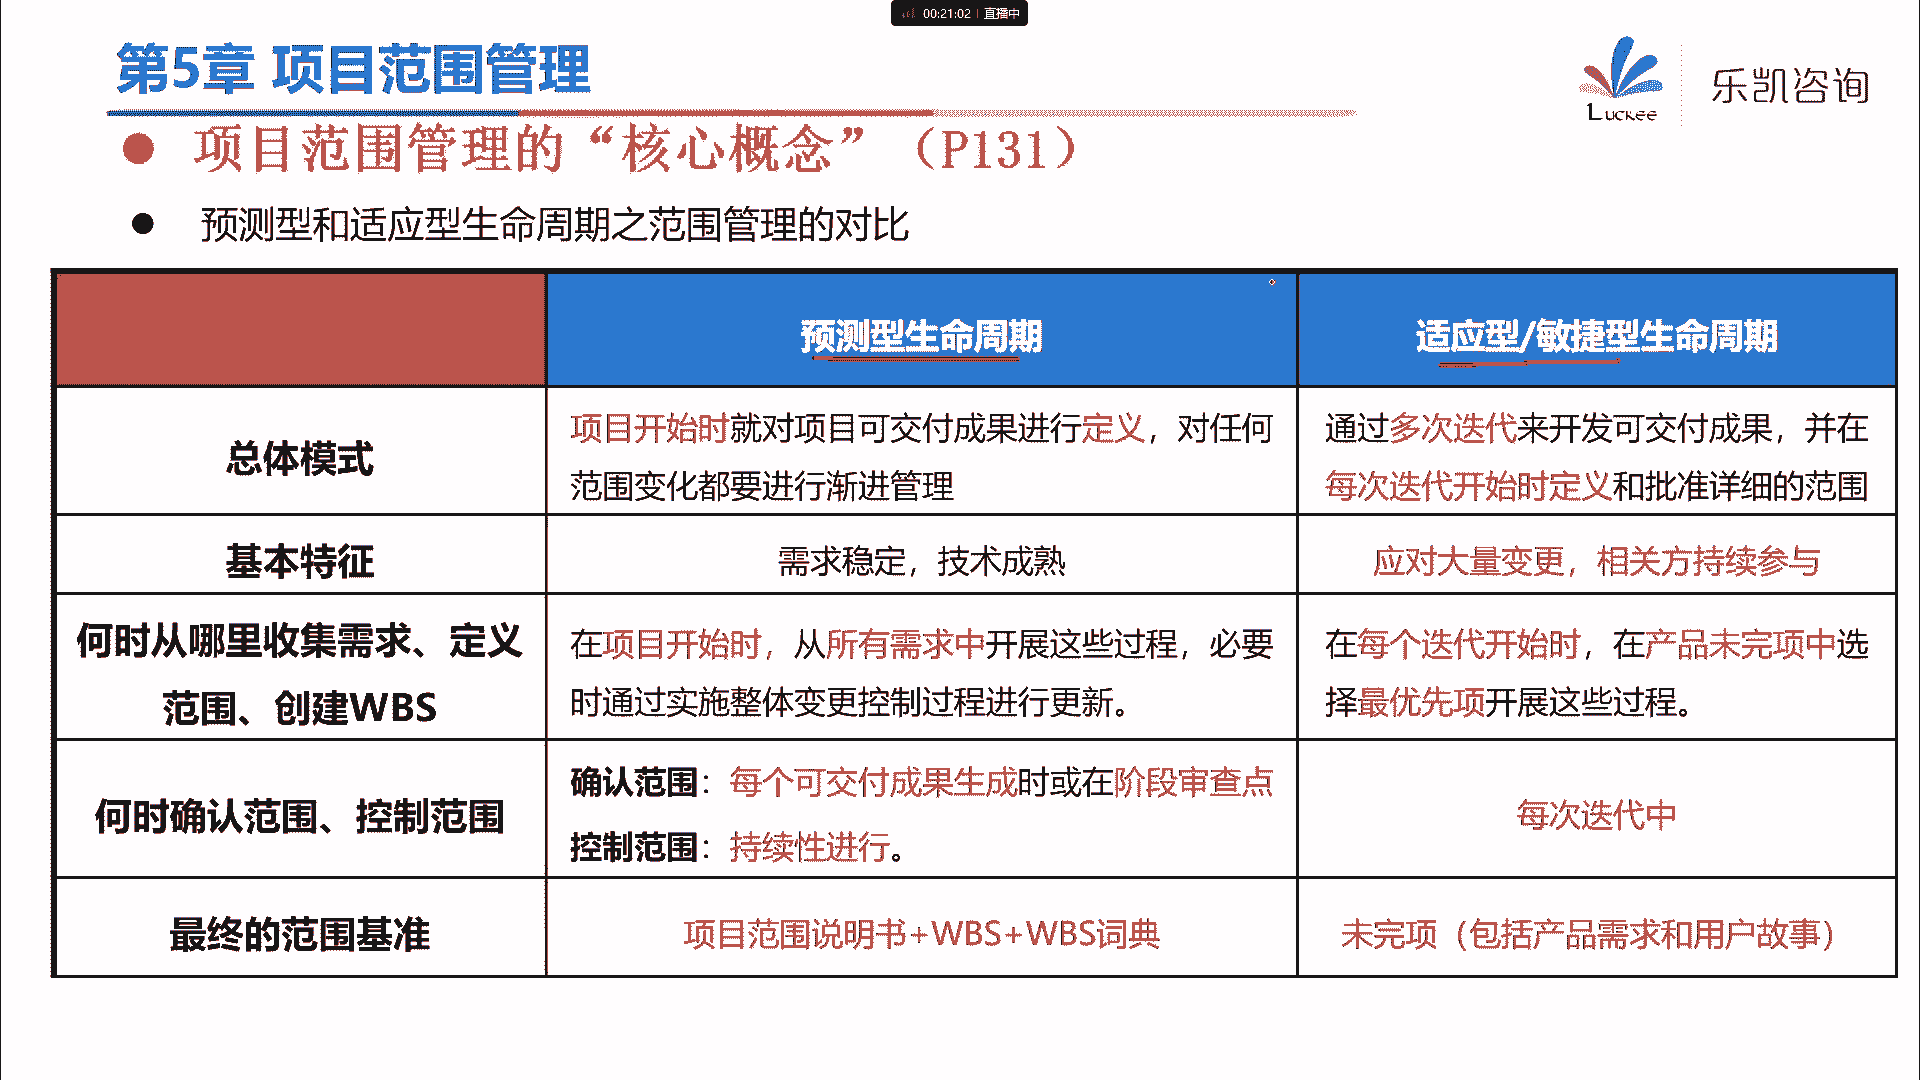 00:21:02 | 直播中
第5章 项目范围管理
Luckee
乐凯咨询
● 项目范围管理的“核心概念”（P131）
● 预测型和适应型生命周期之范围管理的对比
预测型生命周期
适应型/敏捷型生命周期
总体模式
项目开始时就对项目可交付成果进行定义，对任何
范围变化都要进行渐进管理
通过多次迭代来开发可交付成果，并在
每次迭代开始时定义和批准详细的范围
基本特征
需求稳定，技术成熟
应对大量变更，相关方持续参与
何时从哪里收集需求、定义
范围、创建WBS
在项目开始时，从所有需求中开展这些过程，必要
时通过实施整体变更控制过程进行更新。
在每个迭代开始时，在产品未完项中选
择最优先项开展这些过程。
何时确认范围、控制范围
确认范围：每个可交付成果生成时或在阶段审查点
控制范围：持续性进行。
每次迭代中
最终的范围基准
项目范围说明书+WBS+WBS词典
未完项（包括产品需求和用户故事）